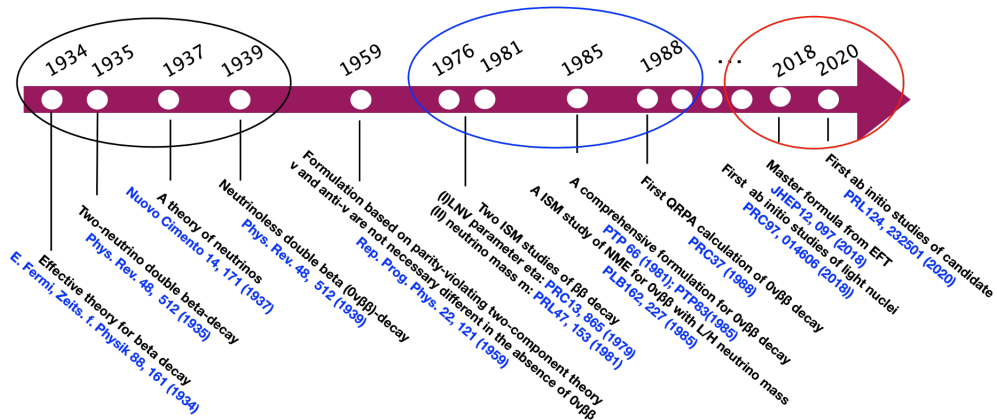 1934
1935
1937
1939
1959
1976
1981
1985
1988
...
2018
2020
Effective theory for beta decay
E. Fermi, Zeits. f. Physik 88, 161 (1934)
Two-neutrino double beta-decay
Phys. Rev. 48, 512 (1935)
A theory of neutrinos
Nuovo Cimento 14, 171 (1937)
Neutrinoless double beta (0νββ)-decay
Phys. Rev. 48, 512 (1939)
Formulation based on parity-violating two-component theory
ν and anti-ν are not necessary different in the absence of 0νββ
Rep. Prog. Phys. 22, 121 (1959)
Two ISM studies of ββ decay
(I)LNV parameter eta: PRC13, 865 (1979)
(II) neutrino mass m: PRL47, 153 (1981)
A comprehensive formulation for 0νββ decay
PTP 66 (1981); PTP83(1985)
A ISM study of NME for 0νββ with L/H neutrino mass
PLB162, 227 (1985)
First QRPA calculation of 0νββ decay
PRC37 (1988)
Master formula from EFT
JHEP12, 097 (2018)
First ab initio studies of light nuclei
PRC97, 014606 (2018))
First ab initio studies of candidate
PRL124, 232501 (2020)